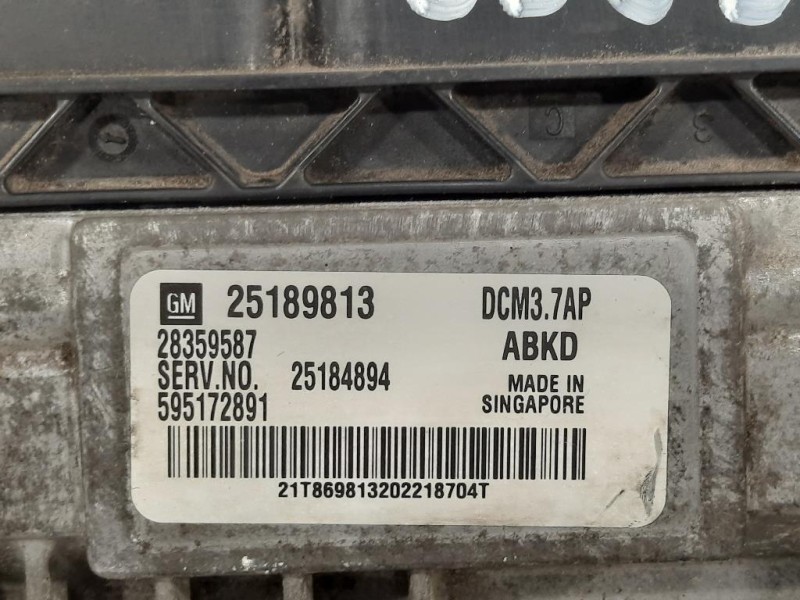 GM 25189813 DCM3.7AP
28359587 ABKD
SERV.NO. 25184894 MADE IN
595172891 SINGAPORE
21T869813202218704T